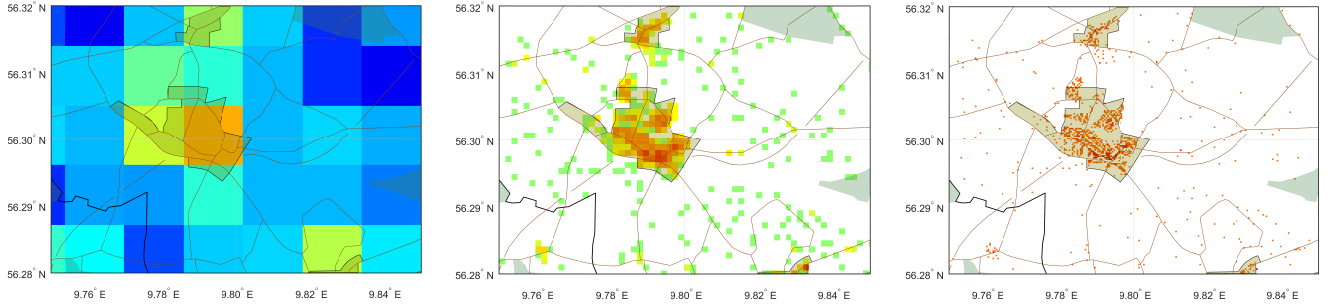 56.32° N
56.31° N
56.30° N
56.29° N
56.28° N
9.76° E
9.78° E
9.80° E
9.82° E
9.84° E
56.32° N
56.31° N
56.30° N
56.29° N
56.28° N
9.76° E
9.78° E
9.80° E
9.82° E
9.84° E
56.32° N
56.31° N
56.30° N
56.29° N
56.28° N
9.76° E
9.78° E
9.80° E
9.82° E
9.84° E